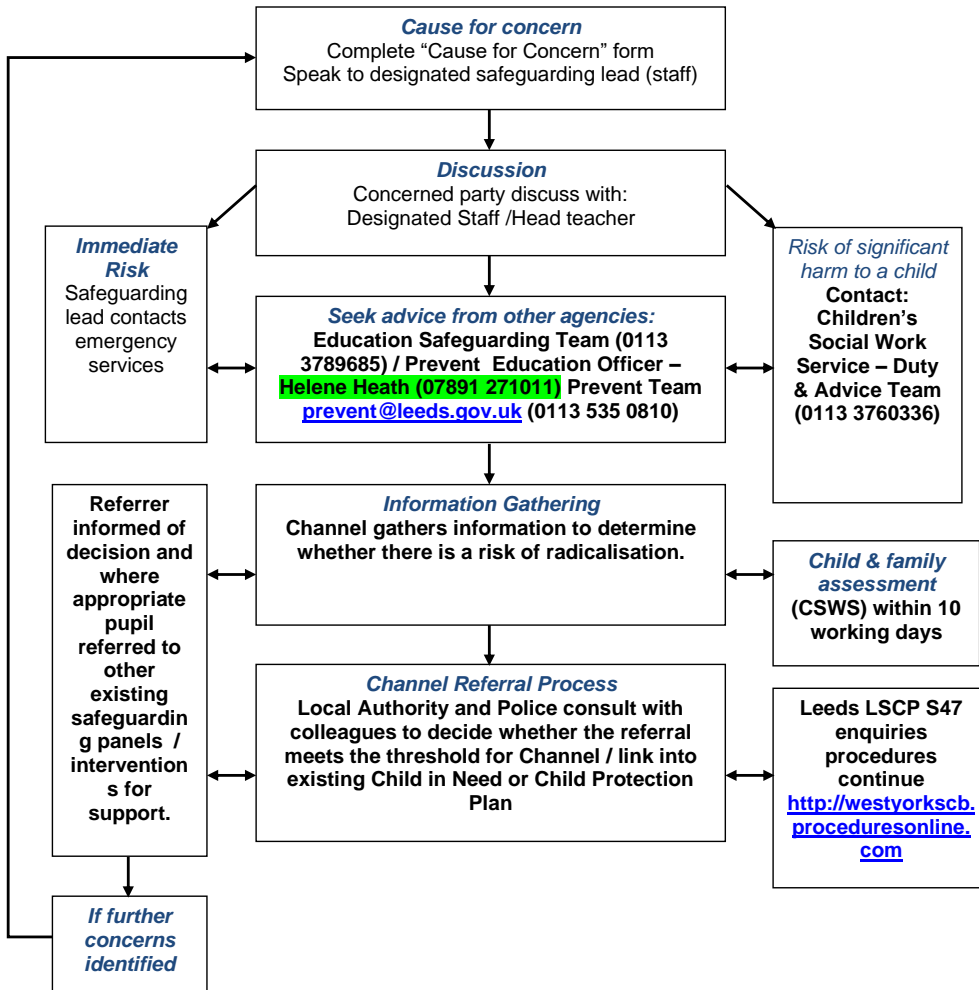 Cause for concern
Complete “Cause for Concern” form
Speak to designated safeguarding lead (staff)
Discussion
Concerned party discuss with:
Designated Staff /Head teacher
Immediate
Risk
Safeguarding
lead contacts
emergency
services
Seek advice from other agencies:
Education Safeguarding Team (0113
3789685) / Prevent Education Officer –
Helene Heath (07891 271011) Prevent Team
prevent@leeds.gov.uk (0113 535 0810)
Risk of significant
harm to a child
Contact:
Children’s
Social Work
Service – Duty
& Advice Team
(0113 3760336)
Referrer
informed of
decision and
where
appropriate
pupil
referred to
other
existing
safeguardin
g panels /
intervention
s for
support.
Information Gathering
Channel gathers information to determine
whether there is a risk of radicalisation.
Child & family
assessment
(CSWS) within 10
working days
Channel Referral Process
Local Authority and Police consult with
colleagues to decide whether the referral
meets the threshold for Channel / link into
existing Child in Need or Child Protection
Plan
Leeds LSCP S47
enquiries
procedures
continue
http://westyorkscb.
proceduresonline.
com
If further
concerns
identified